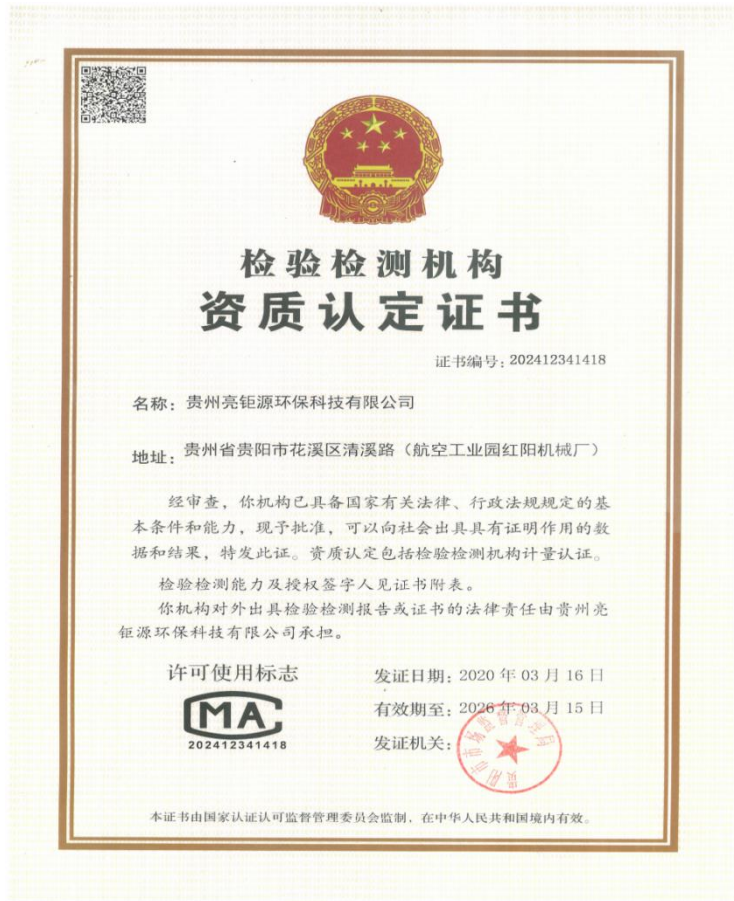 检验检测机构
资质认定证书
证书编号:202412341418
名称:贵州亮钜源环保科技有限公司
地址:贵州省贵阳市花溪区清溪路(航空工业园红阳机械厂)
经审查,你机构已具备国家有关法律、行政法规规定的基
本条件和能力,现予批准,可以向社会出具具有证明作用的数
据和结果,特发此证。资质认定包括检验检测机构计量认证。
检验检测能力及授权签字人见证书附表。
你机构对外出具检验检测报告或证书的法律责任由贵州亮
钜源环保科技有限公司承担。
许可使用标志
MA
202412341418
发证日期:2020年03月16日
有效期至:2026年03月15日
发证机关:
本证书由国家认证认可监督管理委员会监制,在中华人民共和国境内有效。